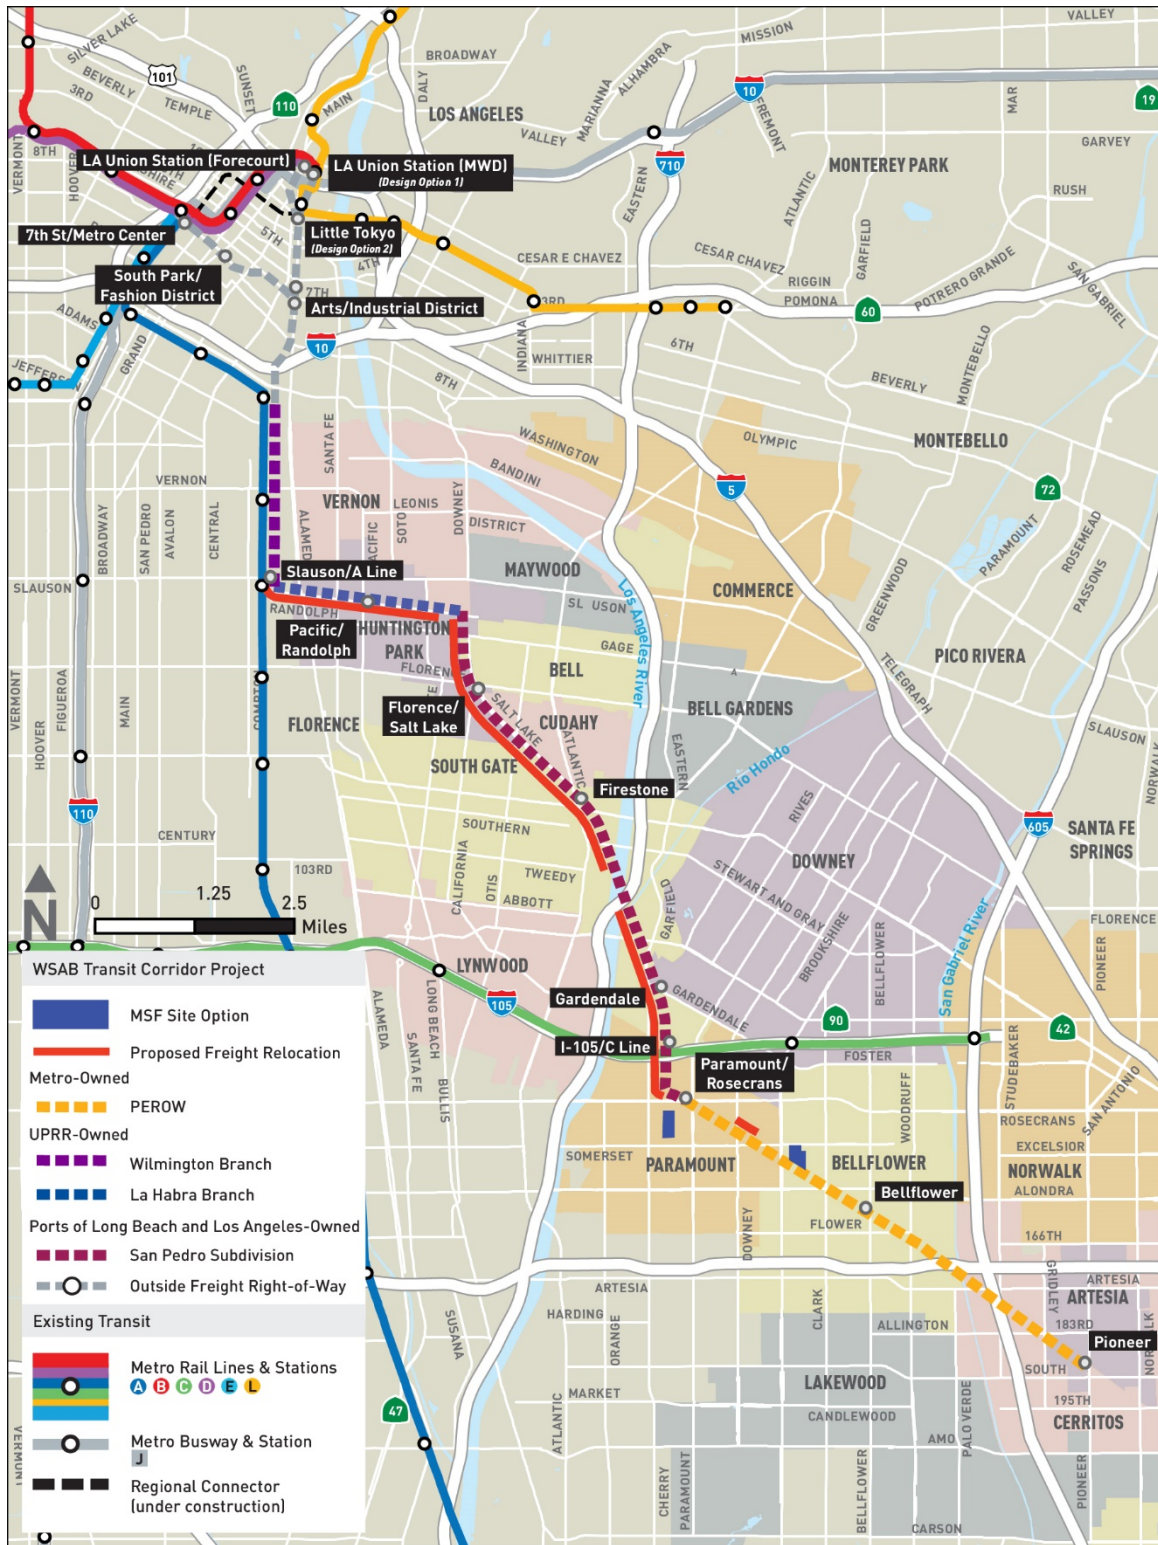 VALLEY
MISSION
SILVER LAKE
BROADWAY
ALHAMBRA
101
SUNSET
DALY
MARIANNA
10
BEVERLY
3RD
TEMPLE
110
MAIN
LOS ANGELES
FREMONT
MAR
19
VALLEY
GARVEY
VERMONT
8TH
HOOVER
LA Union Station (Forecourt)
LA Union Station (MWD)
(Design Option 1)
710
MONTEREY PARK
EASTERN
ATLANTIC
RUSH
7th St/Metro Center
5TH
Little Tokyo
(Design Option 2)
4TH
GARFIELD
CESAR E CHAVEZ
CESAR CHAVEZ
RIGGIN
POTRERO GRANDE
SAN GABRIEL
South Park/
Fashion District
7TH
3RD
POMONA
60
Arts/Industrial District
ADAMS
GRAND
10
INDIANA
WHITTIER
6TH
MONTEBELLO
JEFFERSON
8TH
BEVERLY
SANTA FE
WASHINGTON
OLYMPIC
MONTEBELLO
BANDINI
5
72
VERNON
VERNON
LEONIS
SOTO
DOWNEY
DISTRICT
BROADWAY
SAN PEDRO
AVALON
CENTRAL
PARAMOUNT
ROSEMEAD
PASSONS
SLAUSON
Slauson/A Line
MAYWOOD
COMMERCE
GREENWOOD
RANDOLPH
SL USON
Los Angeles River
Pacific/
Randolph
HUNTINGTON
PARK
GAGE
PICO RIVERA
TELEGRAPH
BELL
VERMONT
HOOVER
FIGUEROA
MAIN
FLORENCE
Florence/
Salt Lake
SALT LAKE
CUDAHY
ATLANTIC
BELL GARDENS
SLAUSON
NORWALK
SOUTH GATE
EASTERN
Rio Hondo
Firestone
110
RIVES
605
SANTA FE
SPRINGS
CENTURY
SOUTHERN
DOWNEY
103RD
CALIFORNIA
OTIS
TWEEDY
ABBOTT
STEWART AND GRAY
N
0
1.25
2.5
Miles
GARFIELD
BROOKSHIRE
BELLFLOWER
San Gabriel River
FLORENCE
PIONEER
LYNWOOD
Gardendale
GARDENDALE
105
90
42
I-105/C Line
FOSTER
STUDEBAKER
Paramount/
Rosecrans
WOODRUFF
SAN ANTONIO
ROSECRANS
EXCELSIOR
SOMERSET
PARAMOUNT
BELLFLOWER
NORWALK
ALONDRA
Bellflower
ALAMEDA
SANTA FE
LONG BEACH
BULLIS
DOWNEY
FLOWER
166TH
ARTESIA
GRIDLEY
ARTESIA
ARTESIA
HARDING
ORANGE
CLARK
ALLINGTON
183RD
Pioneer
SUSANA
SOUTH
MARKET
LAKEWOOD
195TH
CANDLEWOOD
PALO VERDE
CERRITOS
47
ATLANTIC
CHERRY
PARAMOUNT
BELLFLOWER
PIONEER
CARSON
WSAB Transit Corridor Project
MSF Site Option
Proposed Freight Relocation
Metro-Owned
PEROW
UPRR-Owned
Wilmington Branch
La Habra Branch
Ports of Long Beach and Los Angeles-Owned
San Pedro Subdivision
Outside Freight Right-of-Way
Existing Transit
Metro Rail Lines & Stations
A B C D E L
Metro Busway & Station
J
Regional Connector
(under construction)